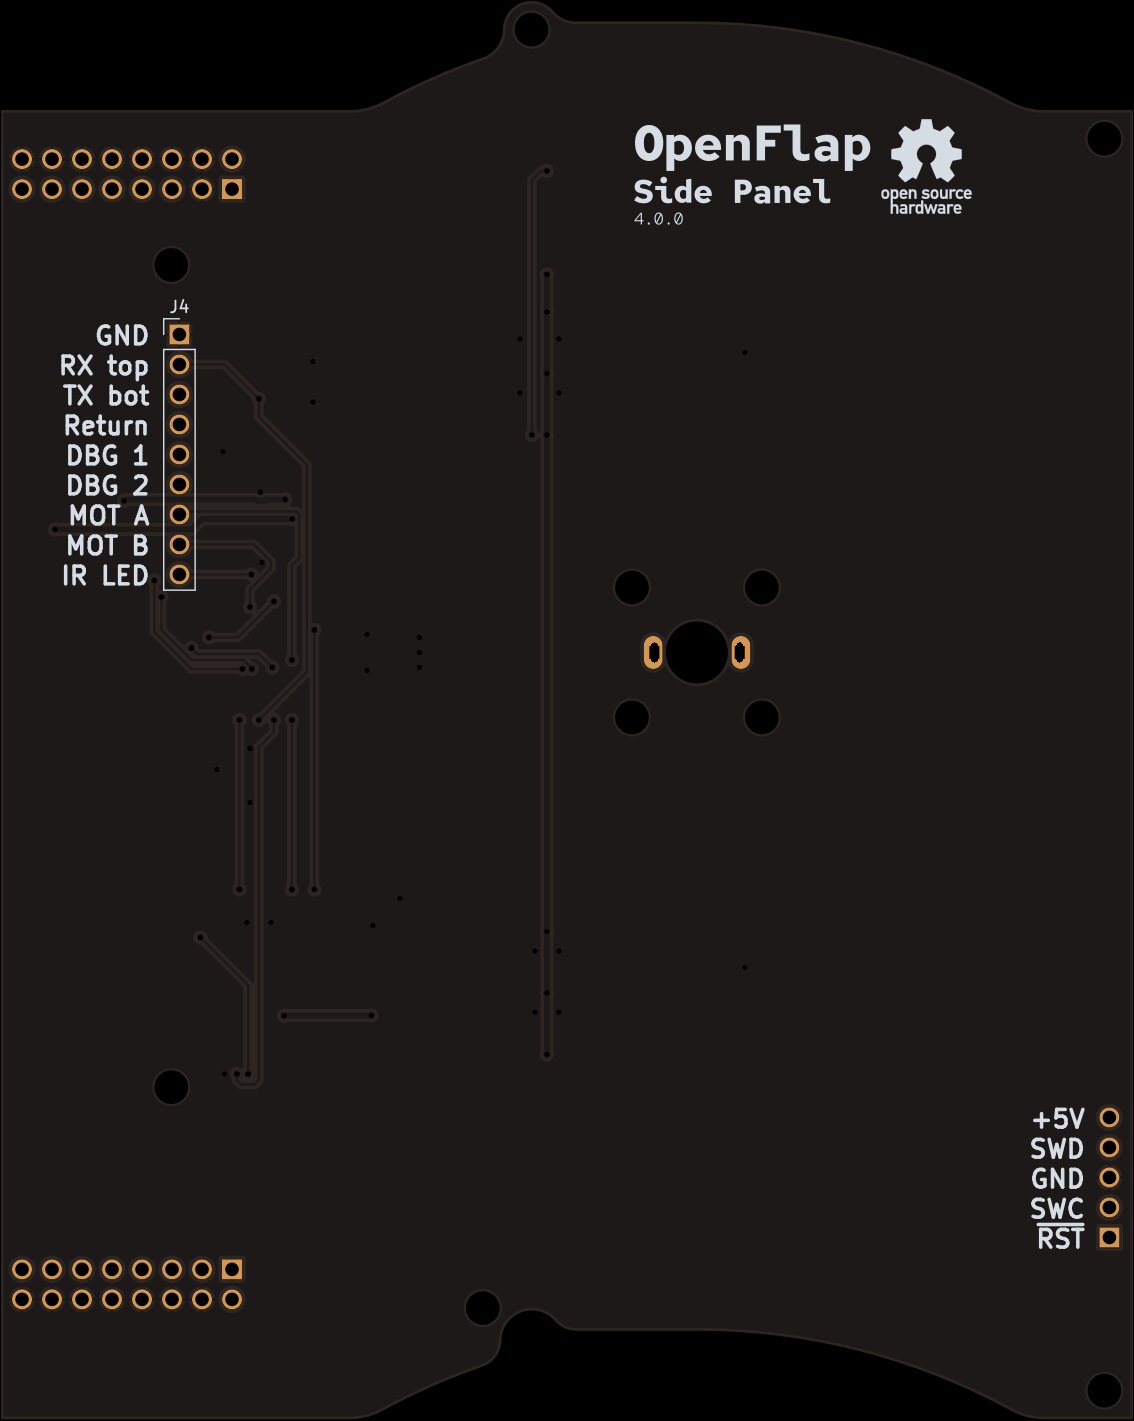 OpenFlap
Side Panel
4.0.0
open source
hardware
J4
GND
RX top
TX bot
Return
DBG 1
DBG 2
MOT A
MOT B
IR LED
+5V
SWD
GND
SWC
RST